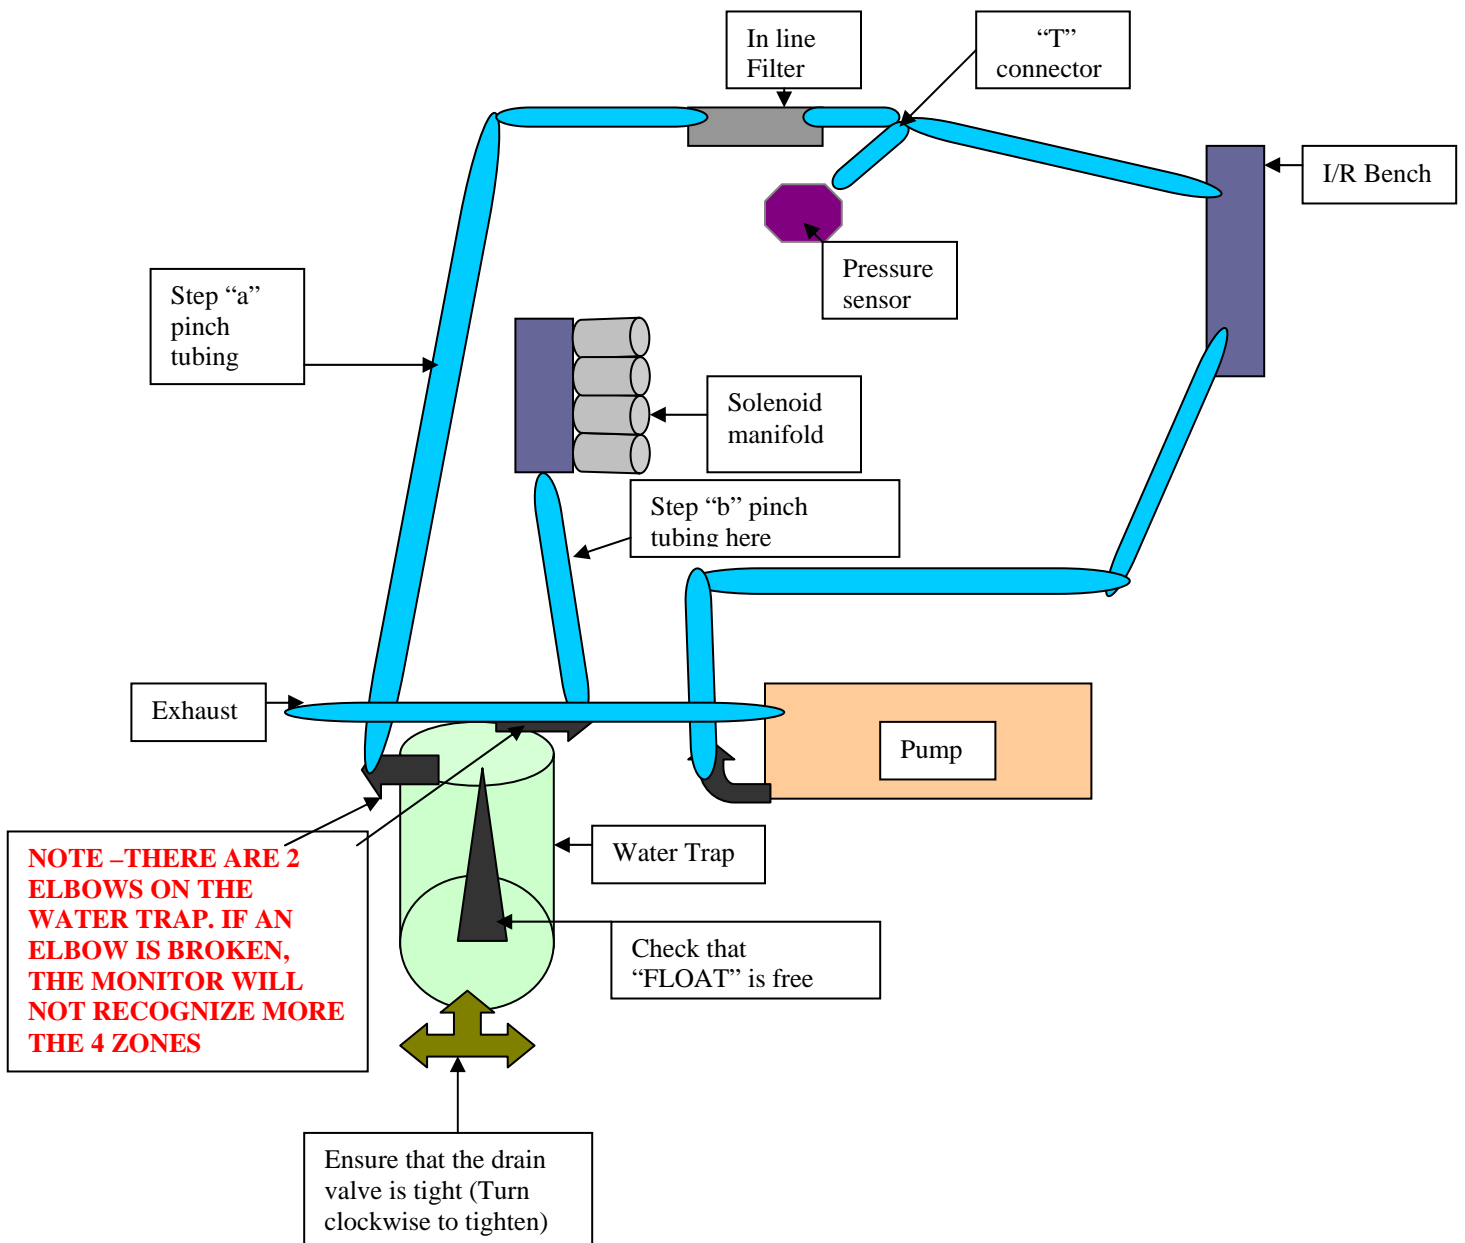 In line
Filter
“T”
connector
I/R Bench
Pressure
sensor
Step “a”
pinch
tubing
Solenoid
manifold
Step “b” pinch
tubing here
Exhaust
Pump
Water Trap
NOTE –THERE ARE 2
ELBOWS ON THE
WATER TRAP. IF AN
ELBOW IS BROKEN,
THE MONITOR WILL
NOT RECOGNIZE MORE
THE 4 ZONES
Check that
“FLOAT” is free
Ensure that the drain
valve is tight (Turn
clockwise to tighten)